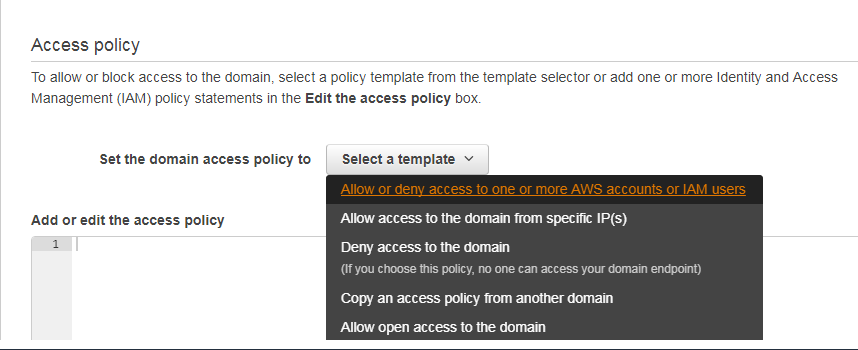 Access policy
To allow or block access to the domain, select a policy template from the template selector or add one or more Identity and Access
Management (IAM) policy statements in the Edit the access policy box.
Set the domain access policy to
Select a template
Allow or deny access to one or more AWS accounts or IAM users
Allow access to the domain from specific IP(s)
Add or edit the access policy
1
Deny access to the domain
(If you choose this policy, no one can access your domain endpoint)
Copy an access policy from another domain
Allow open access to the domain